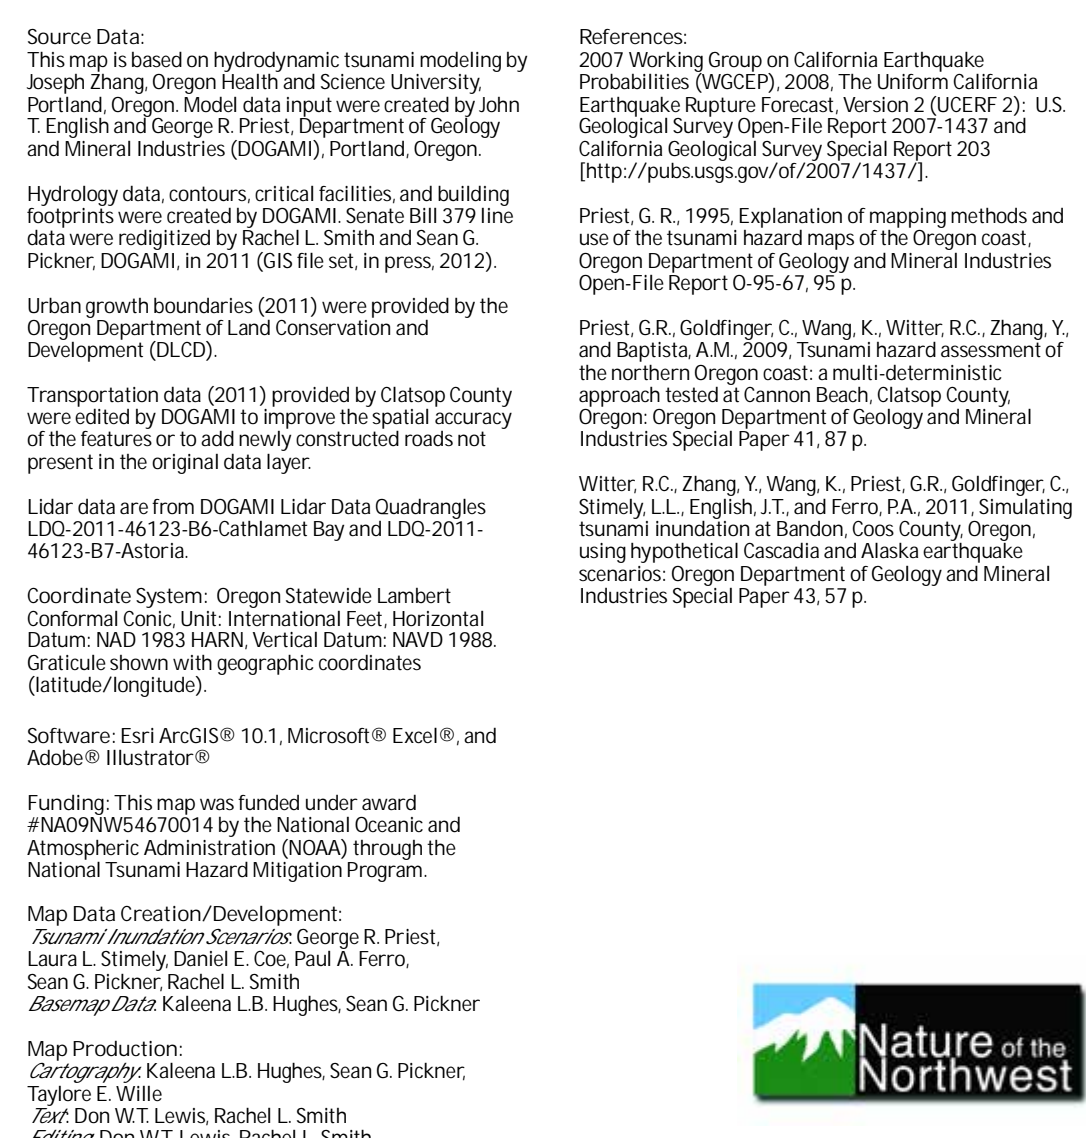 Source Data:
This map is based on hydrodynamic tsunami modeling by
Joseph Zhang, Oregon Health and Science University,
Portland, Oregon. Model data input were created by John
T. English and George R. Priest, Department of Geology
and Mineral Industries (DOGAMI), Portland, Oregon.
Hydrology data, contours, critical facilities, and building
footprints were created by DOGAMI. Senate Bill 379 line
data were redigitized by Rachel L. Smith and Sean G.
Pickner, DOGAMI, in 2011 (GIS file set, in press, 2012).
Urban growth boundaries (2011) were provided by the
Oregon Department of Land Conservation and
Development (DLCD).
Transportation data (2011) provided by Clatsop County
were edited by DOGAMI to improve the spatial accuracy
of the features or to add newly constructed roads not
present in the original data layer.
Lidar data are from DOGAMI Lidar Data Quadrangles
LDQ-2011-46123-B6-Cathlamet Bay and LDQ-2011-
46123-B7-Astoria.
Coordinate System: Oregon Statewide Lambert
Conformal Conic, Unit: International Feet, Horizontal
Datum: NAD 1983 HARN, Vertical Datum: NAVD 1988.
Graticule shown with geographic coordinates
(latitude/longitude).
Software: Esri ArcGIS® 10.1, Microsoft® Excel®, and
Adobe® Illustrator®
Funding: This map was funded under award
#NA09NW54670014 by the National Oceanic and
Atmospheric Administration (NOAA) through the
National Tsunami Hazard Mitigation Program.
Map Data Creation/Development:
Tsunami Inundation Scenarios: George R. Priest,
Laura L. Stimely, Daniel E. Coe, Paul A. Ferro,
Sean G. Pickner, Rachel L. Smith
Basemap Data: Kaleena L.B. Hughes, Sean G. Pickner
Map Production:
Cartography: Kaleena L.B. Hughes, Sean G. Pickner,
Taylore E. Wille
Text: Don W.T. Lewis, Rachel L. Smith
Editing: Don W.T. Lewis, Rachel L. Smith
References:
2007 Working Group on California Earthquake
Probabilities (WGCEP), 2008, The Uniform California
Earthquake Rupture Forecast, Version 2 (UCERF 2): U.S.
Geological Survey Open-File Report 2007-1437 and
California Geological Survey Special Report 203
[http://pubs.usgs.gov/of/2007/1437/].
Priest, G. R., 1995, Explanation of mapping methods and
use of the tsunami hazard maps of the Oregon coast,
Oregon Department of Geology and Mineral Industries
Open-File Report O-95-67, 95 p.
Priest, G.R., Goldfinger, C., Wang, K., Witter, R.C., Zhang, Y.,
and Baptista, A.M., 2009, Tsunami hazard assessment of
the northern Oregon coast: a multi-deterministic
approach tested at Cannon Beach, Clatsop County,
Oregon: Oregon Department of Geology and Mineral
Industries Special Paper 41, 87 p.
Witter, R.C., Zhang, Y., Wang, K., Priest, G.R., Goldfinger, C.,
Stimely, L.L., English, J.T., and Ferro, P.A., 2011, Simulating
tsunami inundation at Bandon, Coos County, Oregon,
using hypothetical Cascadia and Alaska earthquake
scenarios: Oregon Department of Geology and Mineral
Industries Special Paper 43, 57 p.
Nature of the
Northwest